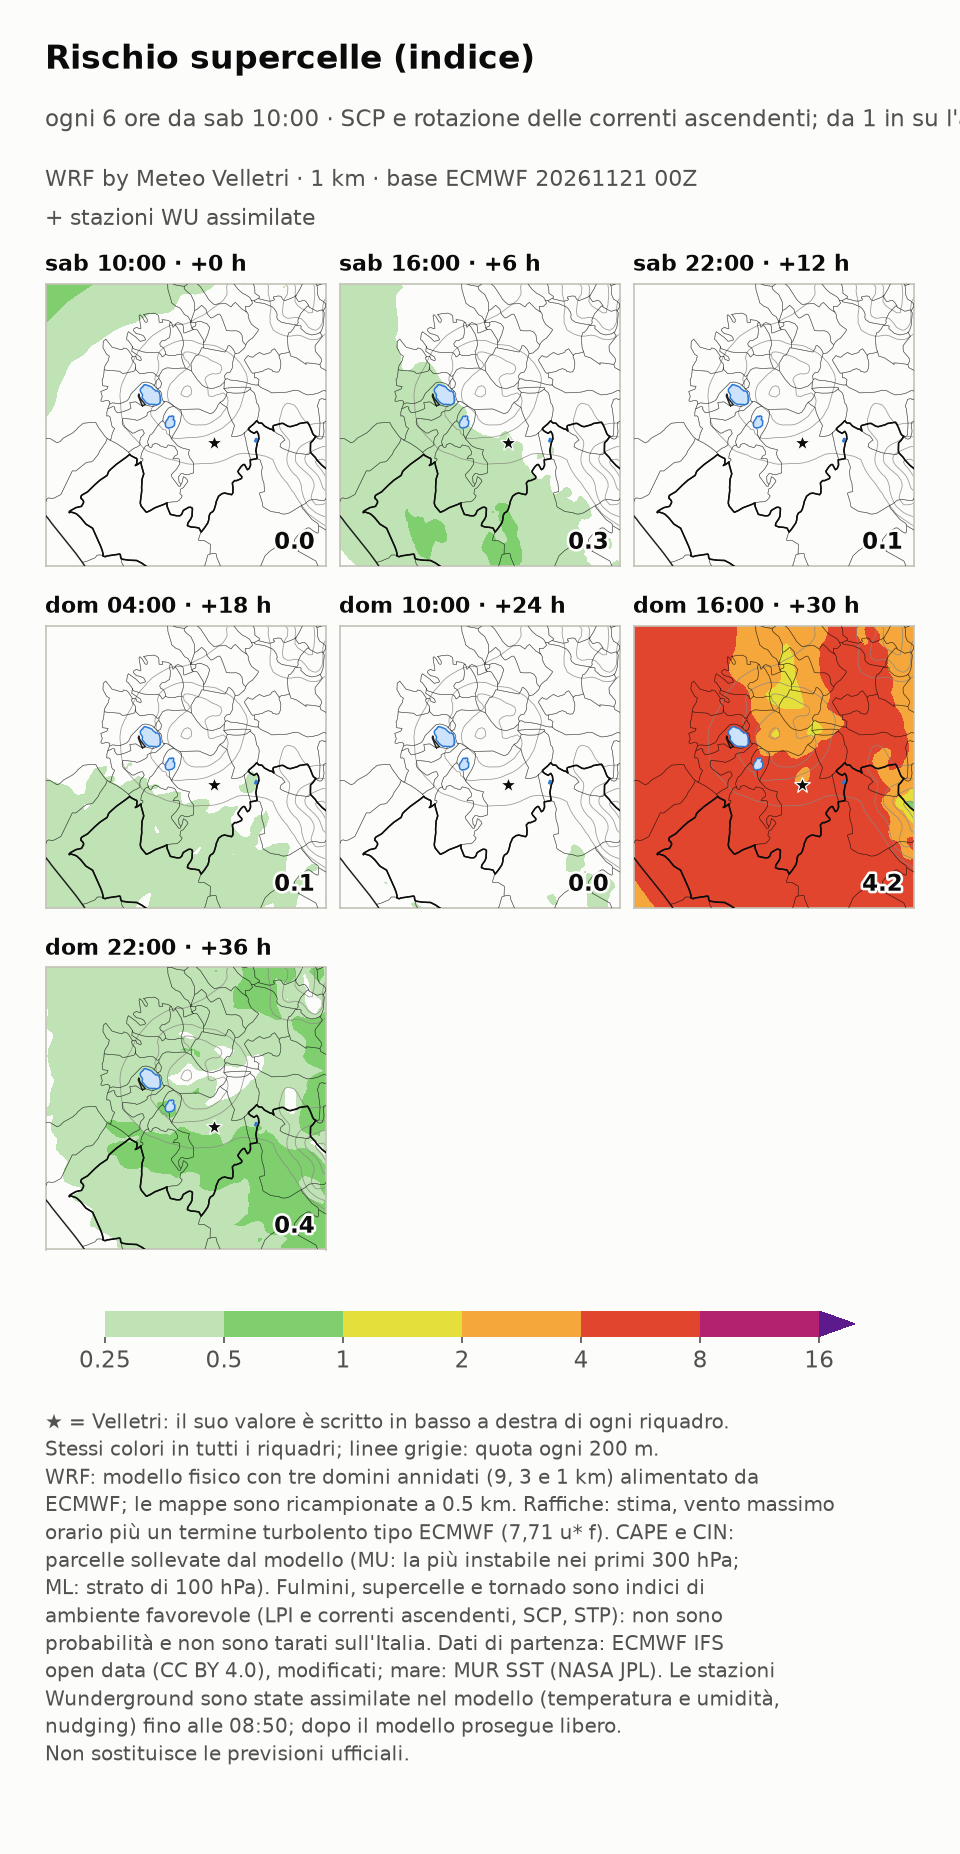 Rischio supercelle (indice)
ogni 6 ore da sab 10:00 · SCP e rotazione delle correnti ascendenti; da 1 in su l'
WRF by Meteo Velletri · 1 km · base ECMWF 20261121 00Z
+ stazioni WU assimilate
sab 10:00 · +0 h
sab 16:00 · +6 h
sab 22:00 · +12 h
0.0
0.3
0.1
dom 04:00 · +18 h
dom 10:00 · +24 h
dom 16:00 · +30 h
0.1
0.0
4.2
dom 22:00 · +36 h
0.4
0.25 0.5 1 2 4 8 16
★ = Velletri: il suo valore è scritto in basso a destra di ogni riquadro.
Stessi colori in tutti i riquadri; linee grigie: quota ogni 200 m.
WRF: modello fisico con tre domini annidati (9, 3 e 1 km) alimentato da
ECMWF; le mappe sono ricampionate a 0.5 km. Raffiche: stima, vento massimo
orario più un termine turbolento tipo ECMWF (7,71 u* f). CAPE e CIN:
parcelle sollevate dal modello (MU: la più instabile nei primi 300 hPa;
ML: strato di 100 hPa). Fulmini, supercelle e tornado sono indici di
ambiente favorevole (LPI e correnti ascendenti, SCP, STP): non sono
probabilità e non sono tarati sull'Italia. Dati di partenza: ECMWF IFS
open data (CC BY 4.0), modificati; mare: MUR SST (NASA JPL). Le stazioni
Wunderground sono state assimilate nel modello (temperatura e umidità,
nudging) fino alle 08:50; dopo il modello prosegue libero.
Non sostituisce le previsioni ufficiali.